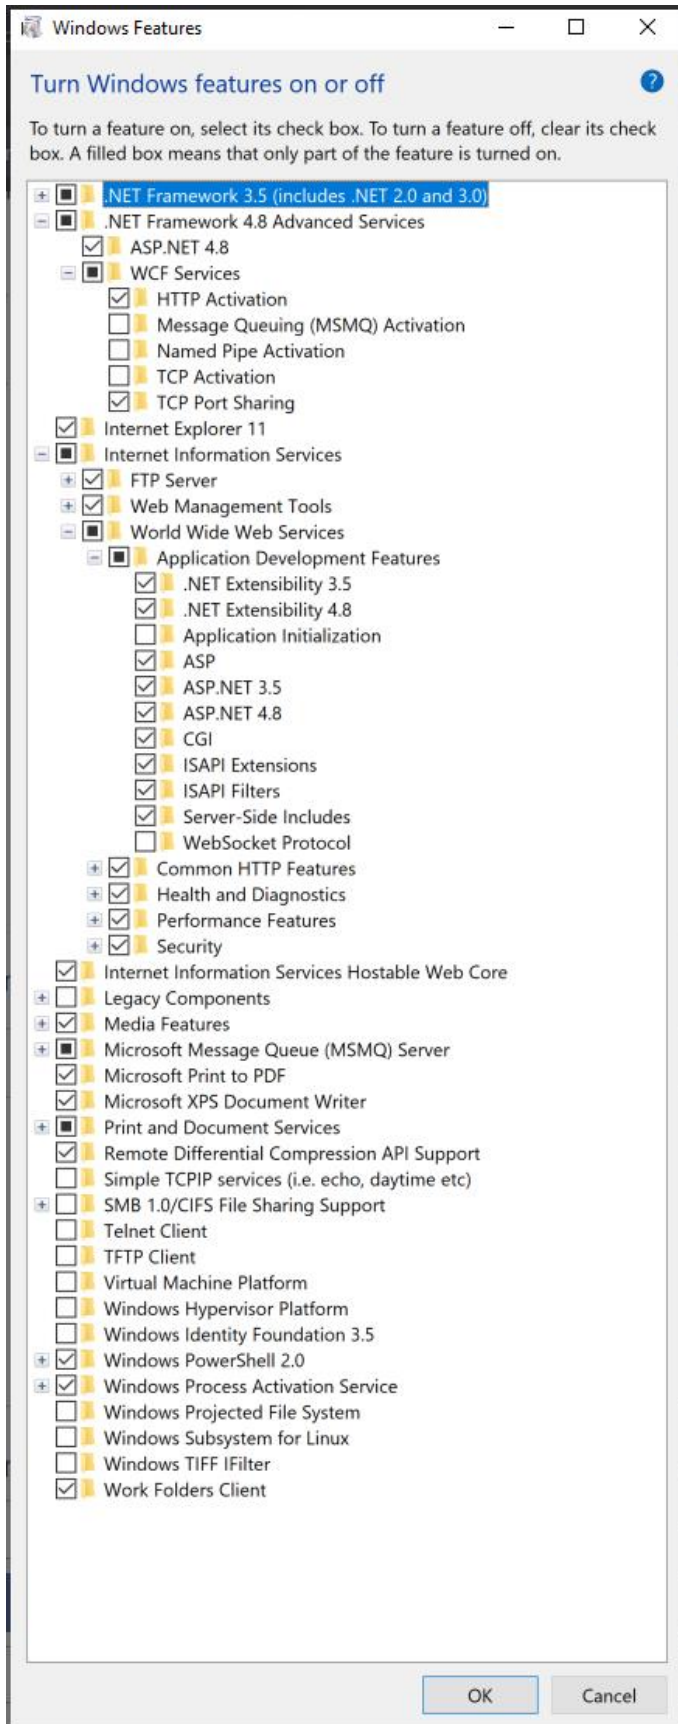 Windows Features
Turn Windows features on or off
To turn a feature on, select its check box. To turn a feature off, clear its check
box. A filled box means that only part of the feature is turned on.
.NET Framework 3.5 (includes .NET 2.0 and 3.0)
.NET Framework 4.8 Advanced Services
ASP.NET 4.8
WCF Services
HTTP Activation
Message Queuing (MSMQ) Activation
Named Pipe Activation
TCP Activation
TCP Port Sharing
Internet Explorer 11
Internet Information Services
FTP Server
Web Management Tools
World Wide Web Services
Application Development Features
.NET Extensibility 3.5
.NET Extensibility 4.8
Application Initialization
ASP
ASP.NET 3.5
ASP.NET 4.8
CGI
ISAPI Extensions
ISAPI Filters
Server-Side Includes
WebSocket Protocol
Common HTTP Features
Health and Diagnostics
Performance Features
Security
Internet Information Services Hostable Web Core
Legacy Components
Media Features
Microsoft Message Queue (MSMQ) Server
Microsoft Print to PDF
Microsoft XPS Document Writer
Print and Document Services
Remote Differential Compression API Support
Simple TCPIP services (i.e. echo, daytime etc)
SMB 1.0/CIFS File Sharing Support
Telnet Client
TFTP Client
Virtual Machine Platform
Windows Hypervisor Platform
Windows Identity Foundation 3.5
Windows PowerShell 2.0
Windows Process Activation Service
Windows Projected File System
Windows Subsystem for Linux
Windows TIFF IFilter
Work Folders Client
OK Cancel